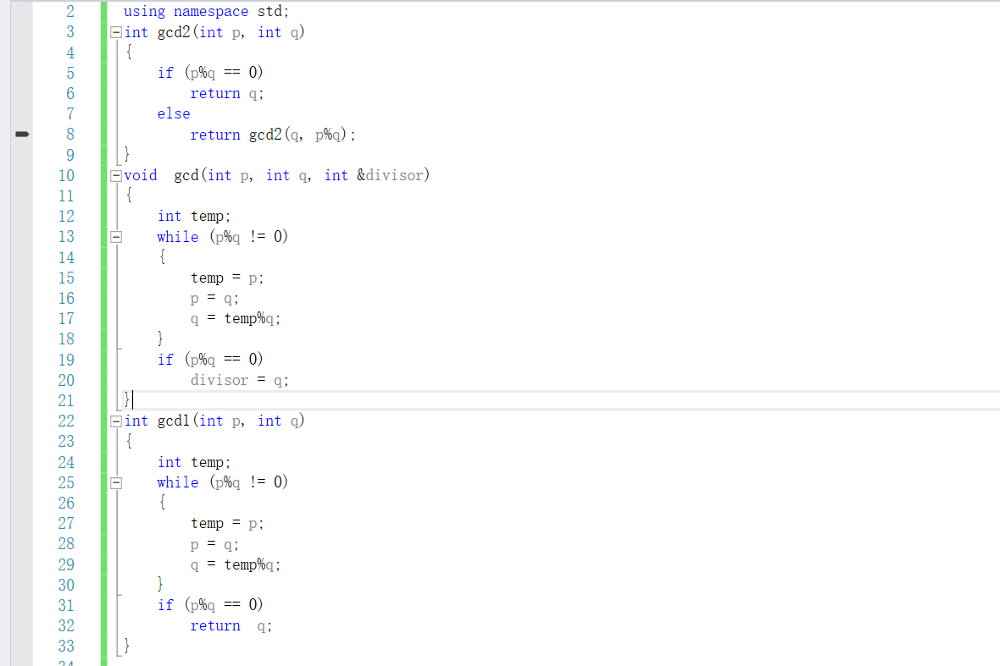 2 using namespace std;
3 int gcd2(int p, int q)
4 {
5 if (p%q == 0)
6 return q;
7 else
8 return gcd2(q, p%q);
9 }
10 void  gcd(int p, int q, int &divisor)
11 {
12 int temp;
13 while (p%q != 0)
14 {
15 temp = p;
16 p = q;
17 q = temp%q;
18 }
19 if (p%q == 0)
20 divisor = q;
21 }
22 int gcd1(int p, int q)
23 {
24 int temp;
25 while (p%q != 0)
26 {
27 temp = p;
28 p = q;
29 q = temp%q;
30 }
31 if (p%q == 0)
32 return  q;
33 }